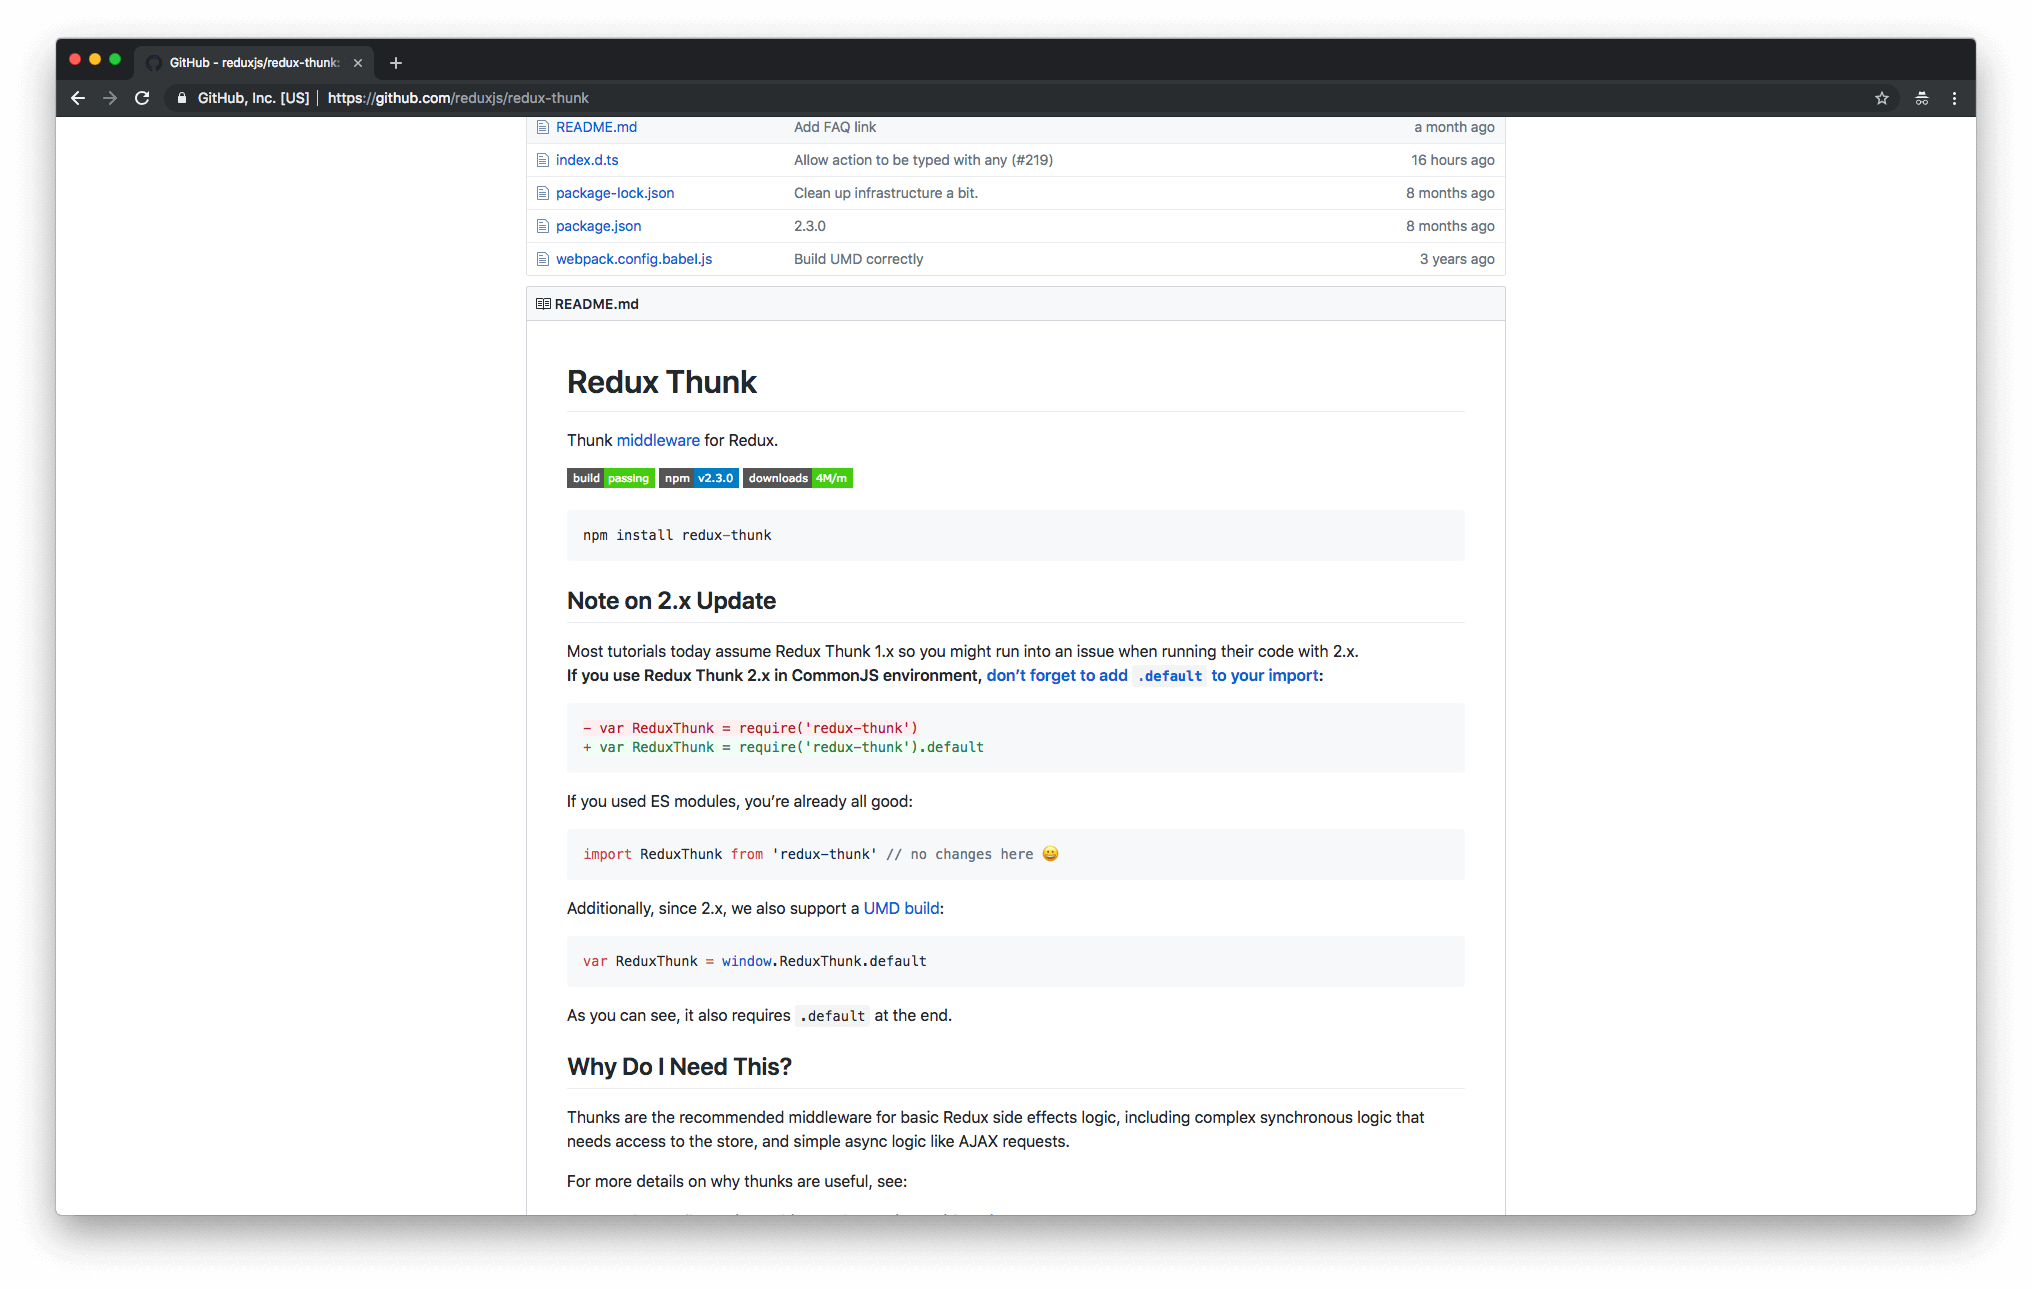 GitHub - reduxjs/redux-thunk:
GitHub, Inc. [US] | https://github.com/reduxjs/redux-thunk
README.md Add FAQ link a month ago
index.d.ts Allow action to be typed with any (#219) 16 hours ago
package-lock.json Clean up infrastructure a bit. 8 months ago
package.json 2.3.0 8 months ago
webpack.config.babel.js Build UMD correctly 3 years ago
README.md
Redux Thunk
Thunk middleware for Redux.
build passing npm v2.3.0 downloads 4M/m
npm install redux-thunk
Note on 2.x Update
Most tutorials today assume Redux Thunk 1.x so you might run into an issue when running their code with 2.x.
If you use Redux Thunk 2.x in CommonJS environment, don’t forget to add .default to your import:
- var ReduxThunk = require('redux-thunk')
+ var ReduxThunk = require('redux-thunk').default
If you used ES modules, you’re already all good:
import ReduxThunk from 'redux-thunk' // no changes here 😀
Additionally, since 2.x, we also support a UMD build:
var ReduxThunk = window.ReduxThunk.default
As you can see, it also requires .default at the end.
Why Do I Need This?
Thunks are the recommended middleware for basic Redux side effects logic, including complex synchronous logic that
needs access to the store, and simple async logic like AJAX requests.
For more details on why thunks are useful, see: